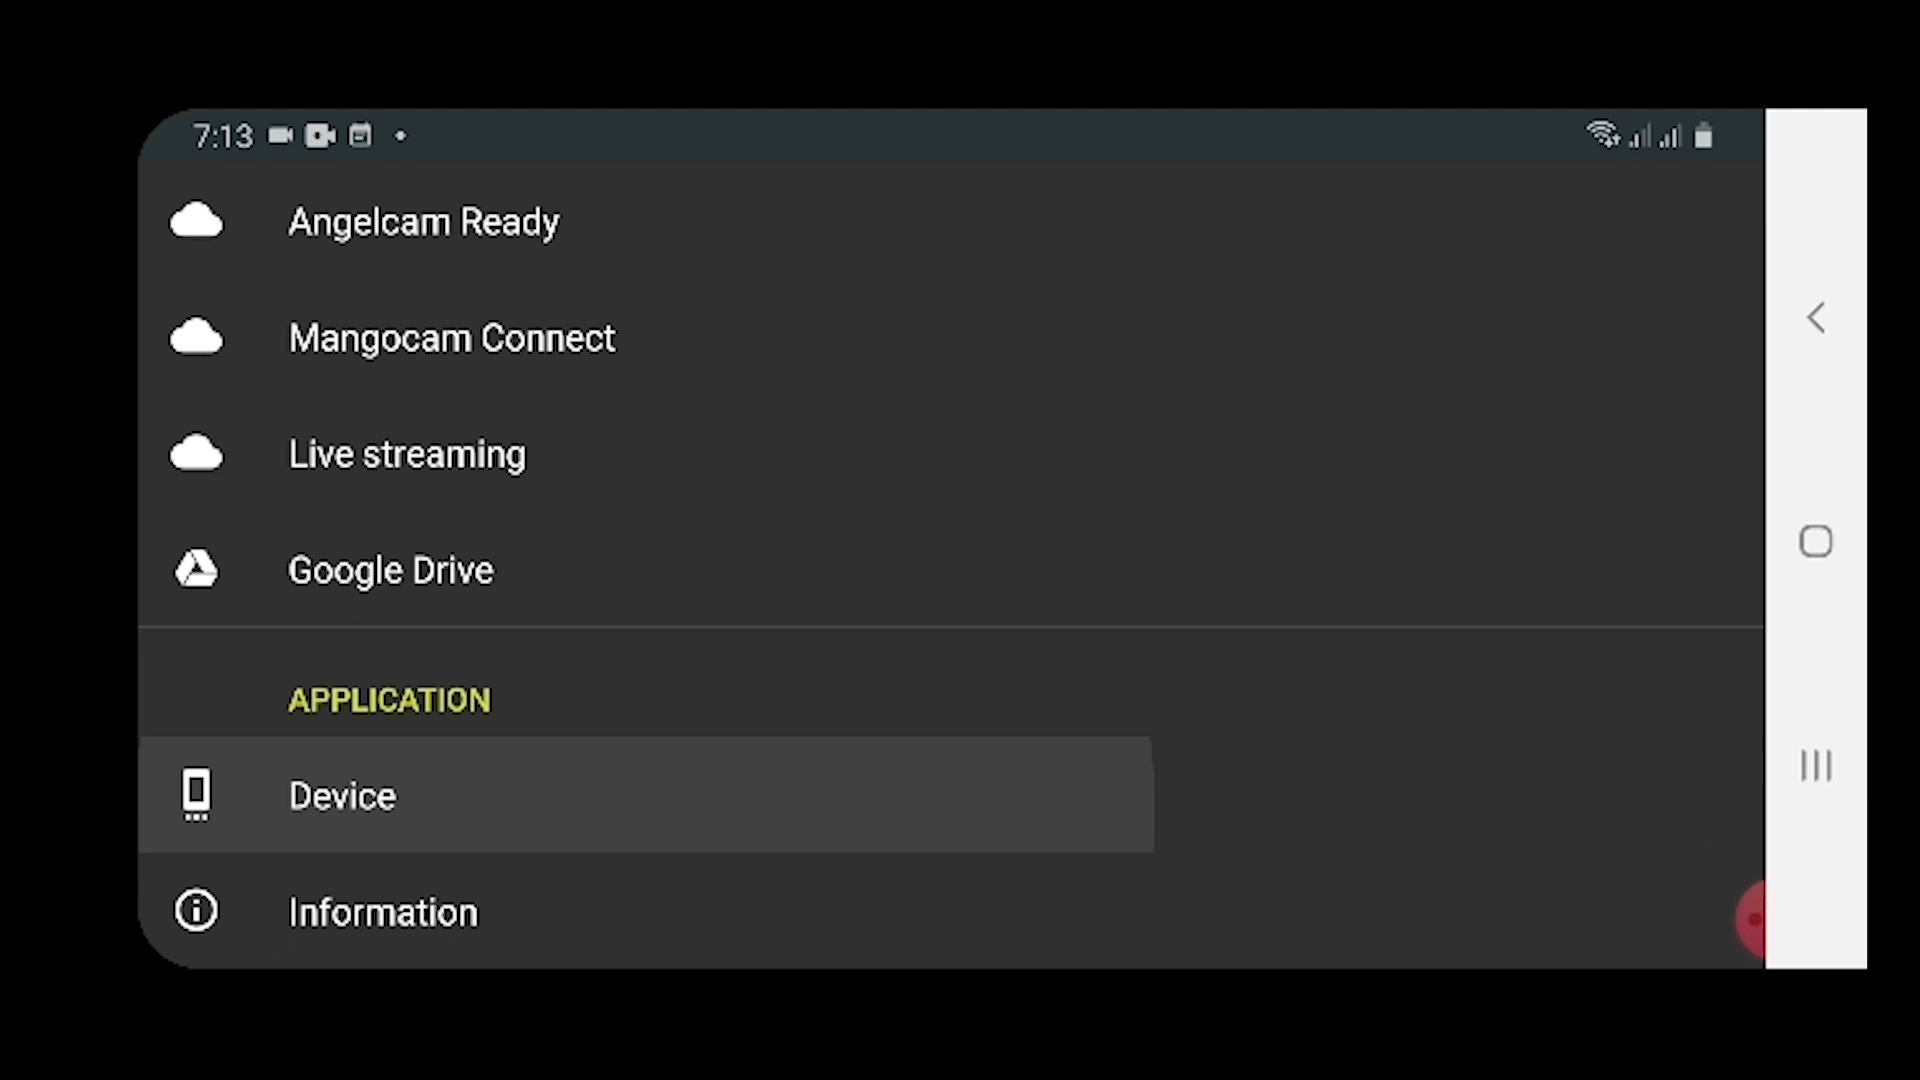 7:13
Angelcam Ready
Mangocam Connect
Live streaming
Google Drive
APPLICATION
Device
Information